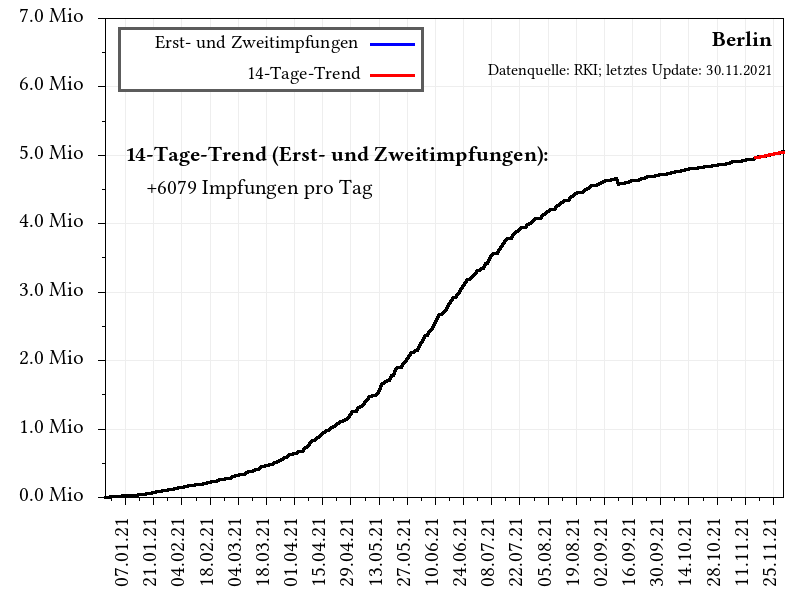 7.0 Mio
6.0 Mio
5.0 Mio
4.0 Mio
3.0 Mio
2.0 Mio
1.0 Mio
0.0 Mio
Erst- und Zweitimpfungen
14-Tage-Trend
Berlin
Datenquelle: RKI; letztes Update: 30.11.2021
14-Tage-Trend (Erst- und Zweitimpfungen):
+6079 Impfungen pro Tag
07.01.21
21.01.21
04.02.21
18.02.21
04.03.21
18.03.21
01.04.21
15.04.21
29.04.21
13.05.21
27.05.21
10.06.21
24.06.21
08.07.21
22.07.21
05.08.21
19.08.21
02.09.21
16.09.21
30.09.21
14.10.21
28.10.21
11.11.21
25.11.21